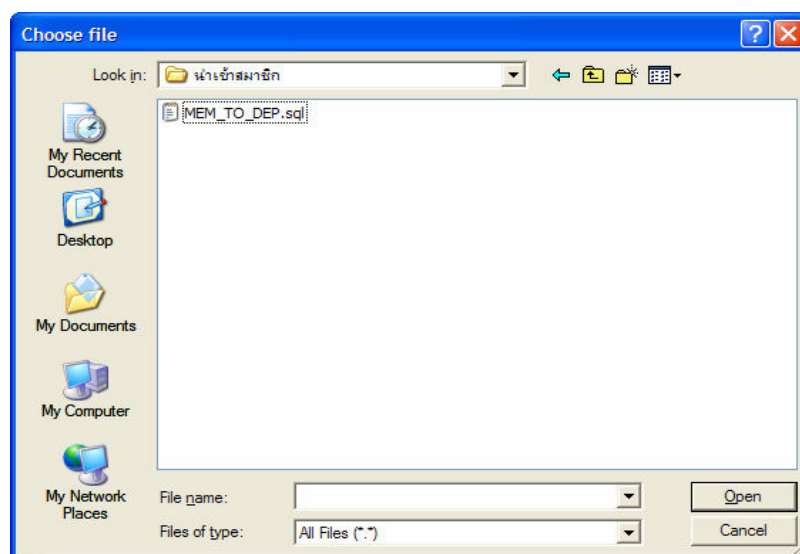 Choose file
Look in: นำเข้าสมาชิก
MEM_TO_DEP.sql
My Recent
Documents
Desktop
My Documents
My Computer
My Network
Places
File name:
Open
Files of type: All Files (*.*)
Cancel